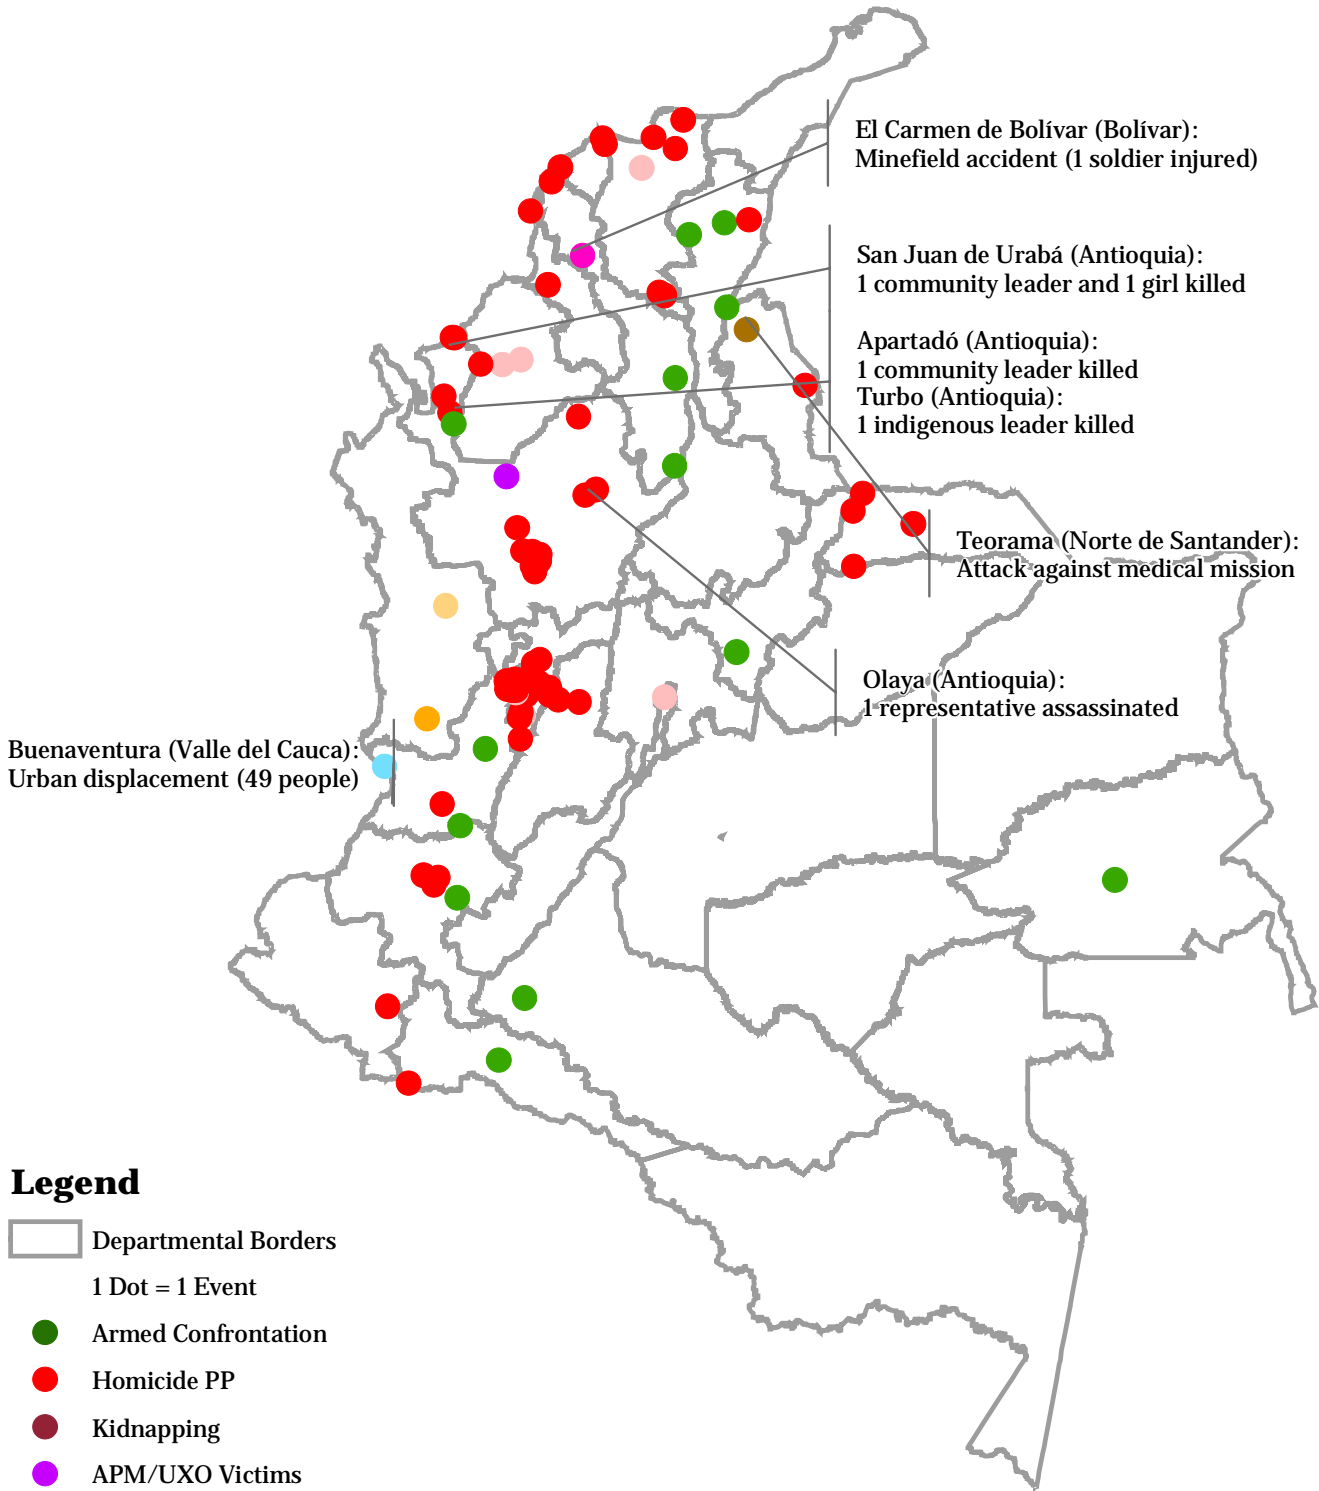 El Carmen de Bolívar (Bolívar):
Minefield accident (1 soldier injured)
San Juan de Urabá (Antioquia):
1 community leader and 1 girl killed
Apartadó (Antioquia):
1 community leader killed
Turbo (Antioquia):
1 indigenous leader killed
Teorama (Norte de Santander):
Attack against medical mission
Olaya (Antioquia):
1 representative assassinated
Buenaventura (Valle del Cauca):
Urban displacement (49 people)
Legend
Departmental Borders
1 Dot = 1 Event
Armed Confrontation
Homicide PP
Kidnapping
APM/UXO Victims